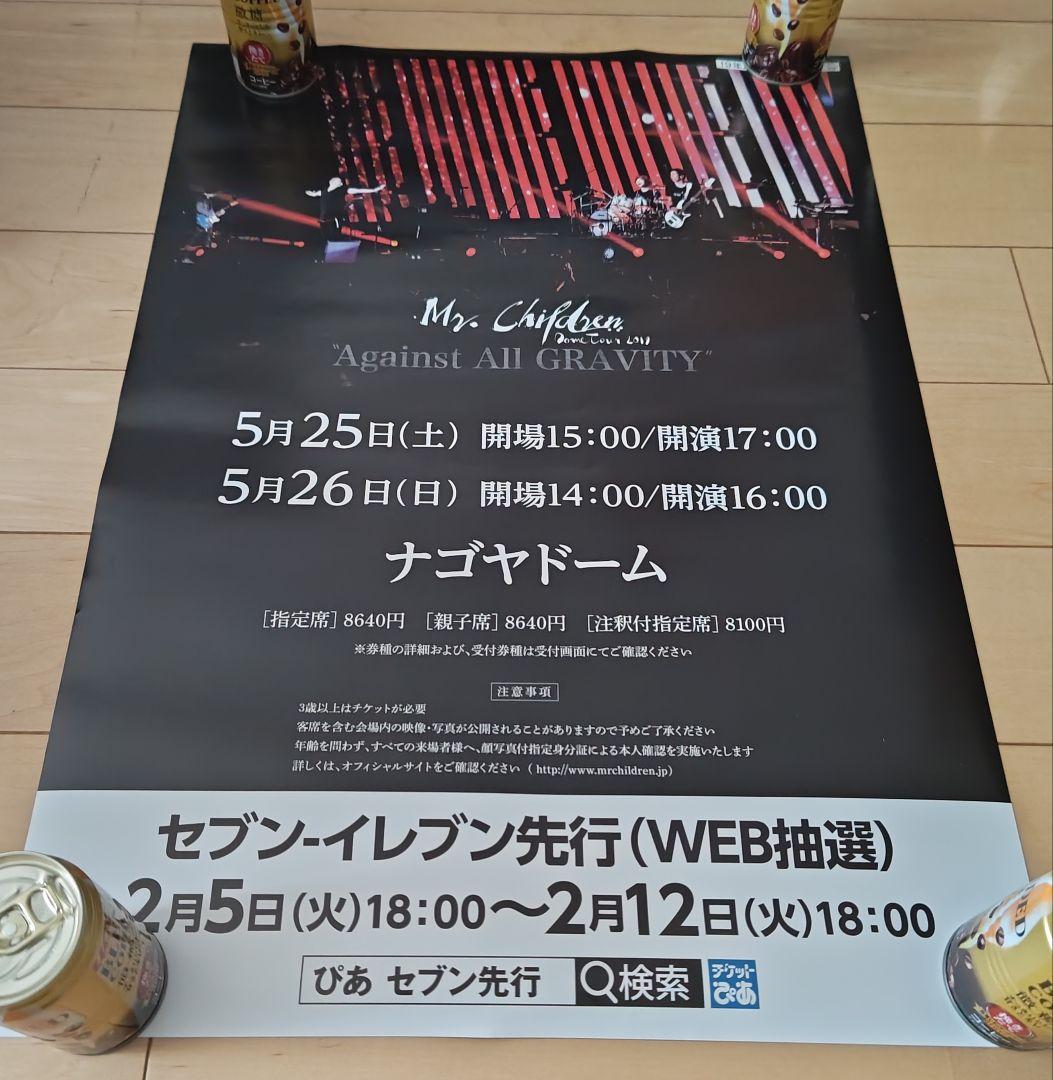 微糖
コーヒー
19年
Mr. Children
Dome Tour 2019
"Against All GRAVITY"
5月25日(土) 開場15:00/開演17:00
5月26日(日) 開場14:00/開演16:00
ナゴヤドーム
[指定席] 8640円 [親子席] 8640円 [注釈付指定席] 8100円
※券種の詳細および、受付券種は受付画面にてご確認ください
注意事項
3歳以上はチケットが必要
客席を含む会場内の映像・写真が公開されることがありますので予めご了承ください
年齢を問わず、すべての来場者様へ、顔写真付指定身分証による本人確認を実施いたします
詳しくは、オフィシャルサイトをご確認ください (http://www.mrchildren.jp)
セブン-イレブン先行(WEB抽選)
2月5日(火)18:00〜2月12日(火)18:00
ぴあ セブン先行 検索
チケットぴあ